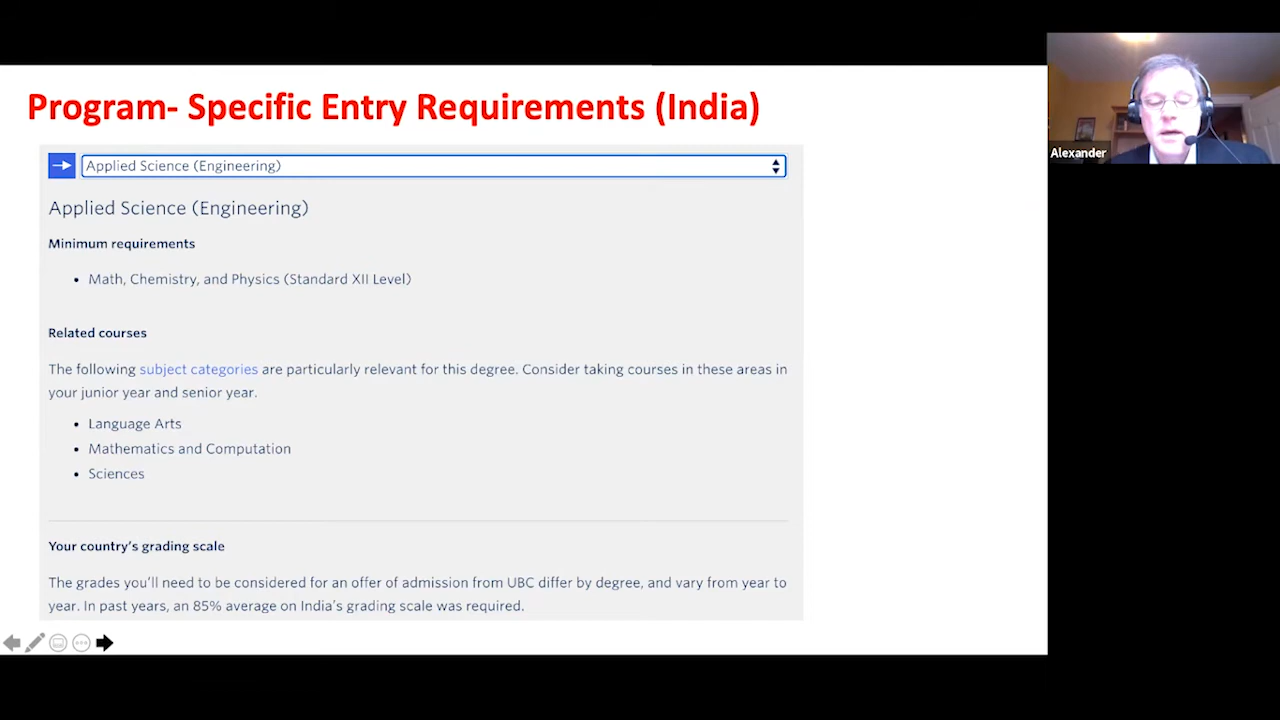 Program- Specific Entry Requirements (India)
Applied Science (Engineering)
Applied Science (Engineering)
Minimum requirements
• Math, Chemistry, and Physics (Standard XII Level)
Related courses
The following subject categories are particularly relevant for this degree. Consider taking courses in these areas in
your junior year and senior year.
• Language Arts
• Mathematics and Computation
• Sciences
Your country's grading scale
The grades you'll need to be considered for an offer of admission from UBC differ by degree, and vary from year to
year. In past years, an 85% average on India's grading scale was required.
Alexander